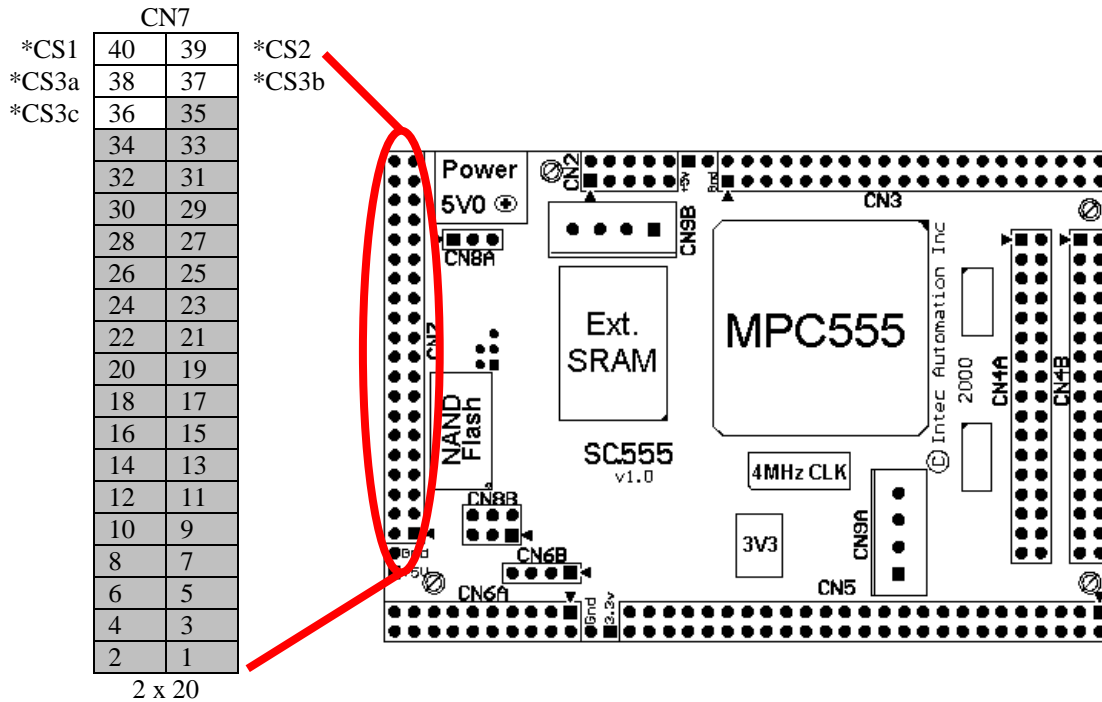 CN7
*CS1 40 39 *CS2
*CS3a 38 37 *CS3b
*CS3c 36 35
34 33
32 31
30 29
28 27
26 25
24 23
22 21
20 19
18 17
16 15
14 13
12 11
10 9
8 7
6 5
4 3
2 1
2 x 20
Power
5V0
CN2
+5v
Gnd
CN3
CN8A
CN9B
CN7
Ext.
SRAM
MPC555
© Intec Automation Inc
2000
CN4A
CN4B
NAND
Flash
SC555
v1.0
4MHz CLK
CN8B
3V3
CN9A
Gnd
+5V
CN6B
CN6A
Gnd
3.3v
CN5